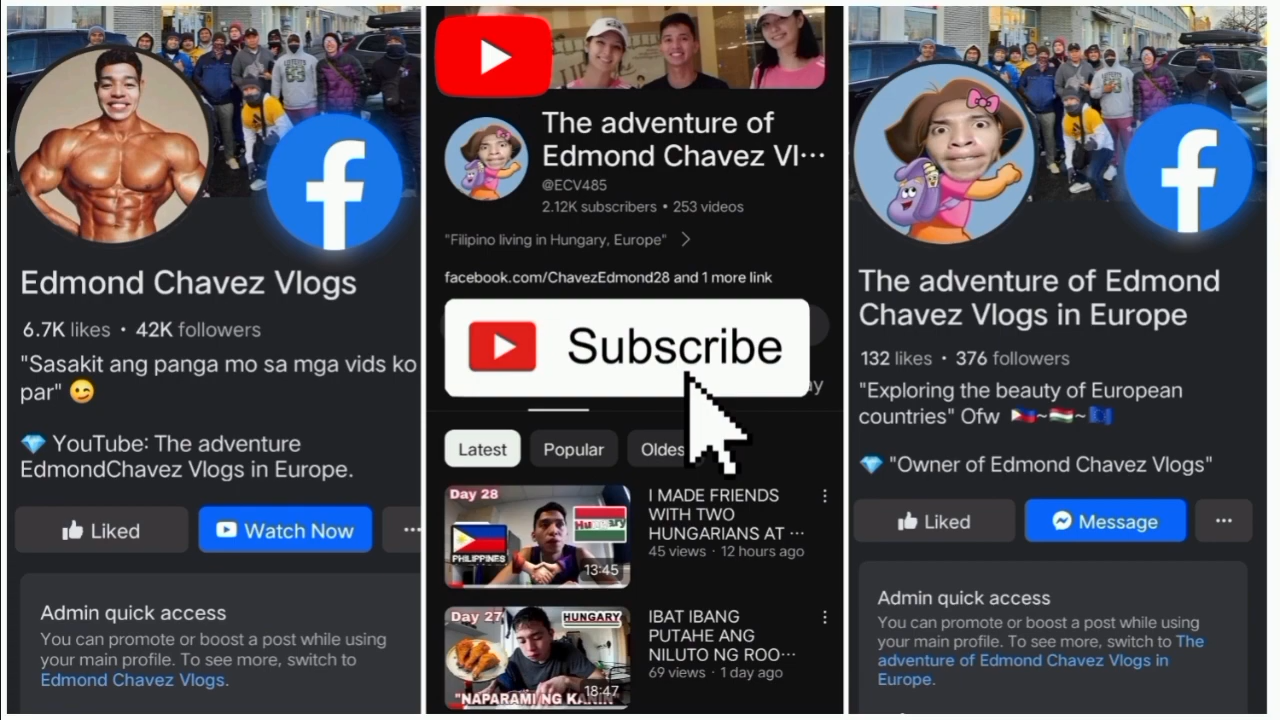 Edmond Chavez Vlogs
6.7K likes • 42K followers
"Sasakit ang panga mo sa mga vids ko
par" 😉
💎 YouTube: The adventure
EdmondChavez Vlogs in Europe.
Liked
Watch Now
Admin quick access
You can promote or boost a post while using
your main profile. To see more, switch to
Edmond Chavez Vlogs.
The adventure of
Edmond Chavez Vl...
@ECV485
2.12K subscribers • 253 videos
"Filipino living in Hungary, Europe"
facebook.com/ChavezEdmond28 and 1 more link
Subscribe
Latest
Popular
Day 28
PHILIPPINES
Hungary
13:45
I MADE FRIENDS
WITH TWO
HUNGARIANS AT ...
45 views · 12 hours ago
Day 27
HUNGARY
"NAPARAMI NG KANIN
18:47
IBAT IBANG
PUTAHE ANG
NILUTO NG ROO...
69 views · 1 day ago
The adventure of Edmond
Chavez Vlogs in Europe
132 likes • 376 followers
"Exploring the beauty of European
countries" Ofw 🇵🇭~🇭🇺~🇪🇺
💎 "Owner of Edmond Chavez Vlogs"
Liked
Message
Admin quick access
You can promote or boost a post while using
your main profile. To see more, switch to The
adventure of Edmond Chavez Vlogs in
Europe.